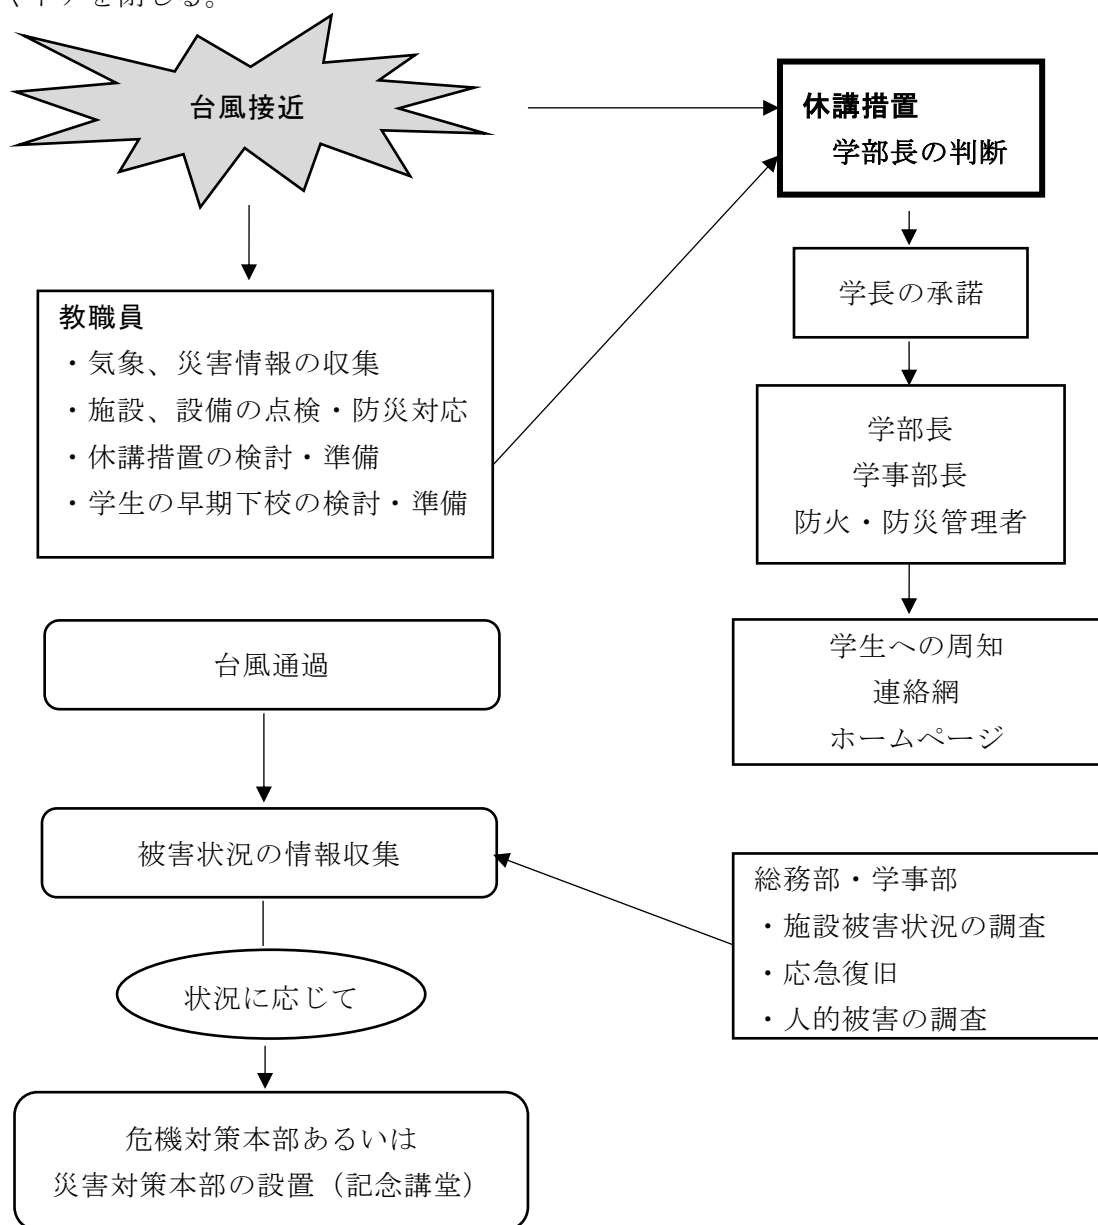 ドアを閉じる。
台風接近
休講措置
学部長の判断
学長の承諾
教職員
・気象、災害情報の収集
・施設、設備の点検・防災対応
・休講措置の検討・準備
・学生の早期下校の検討・準備
学部長
学事部長
防火・防災管理者
学生への周知
連絡網
ホームページ
台風通過
被害状況の情報収集
総務部・学事部
・施設被害状況の調査
・応急復旧
・人的被害の調査
状況に応じて
危機対策本部あるいは
災害対策本部の設置（記念講堂）